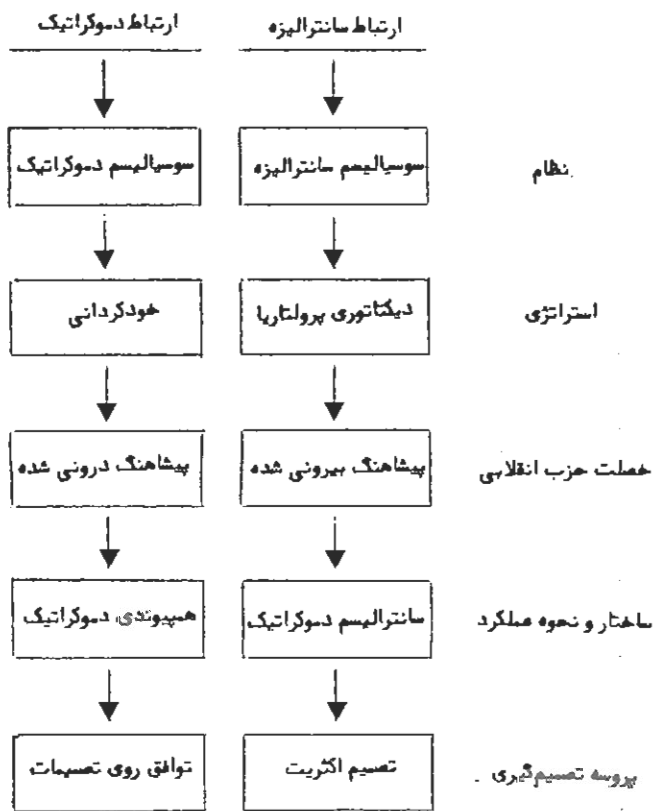 ارتباط سانترالیزه
ارتباط دموکراتیک
نظام
سوسیالیسم سانترالیزه
سوسیالیسم دموکراتیک
استراتژی
دیکتاتوری پرولتاریا
خودگردانی
خصلت حزب انقلابی
پیشاهنگ بیرونی شده
پیشاهنگ درونی شده
ساختار و نحوه عملکرد
سانترالیسم دموکراتیک
همپیوندی دموکراتیک
پروسه تصمیم‌گیری
تصمیم اکثریت
توافق روی تصمیمات